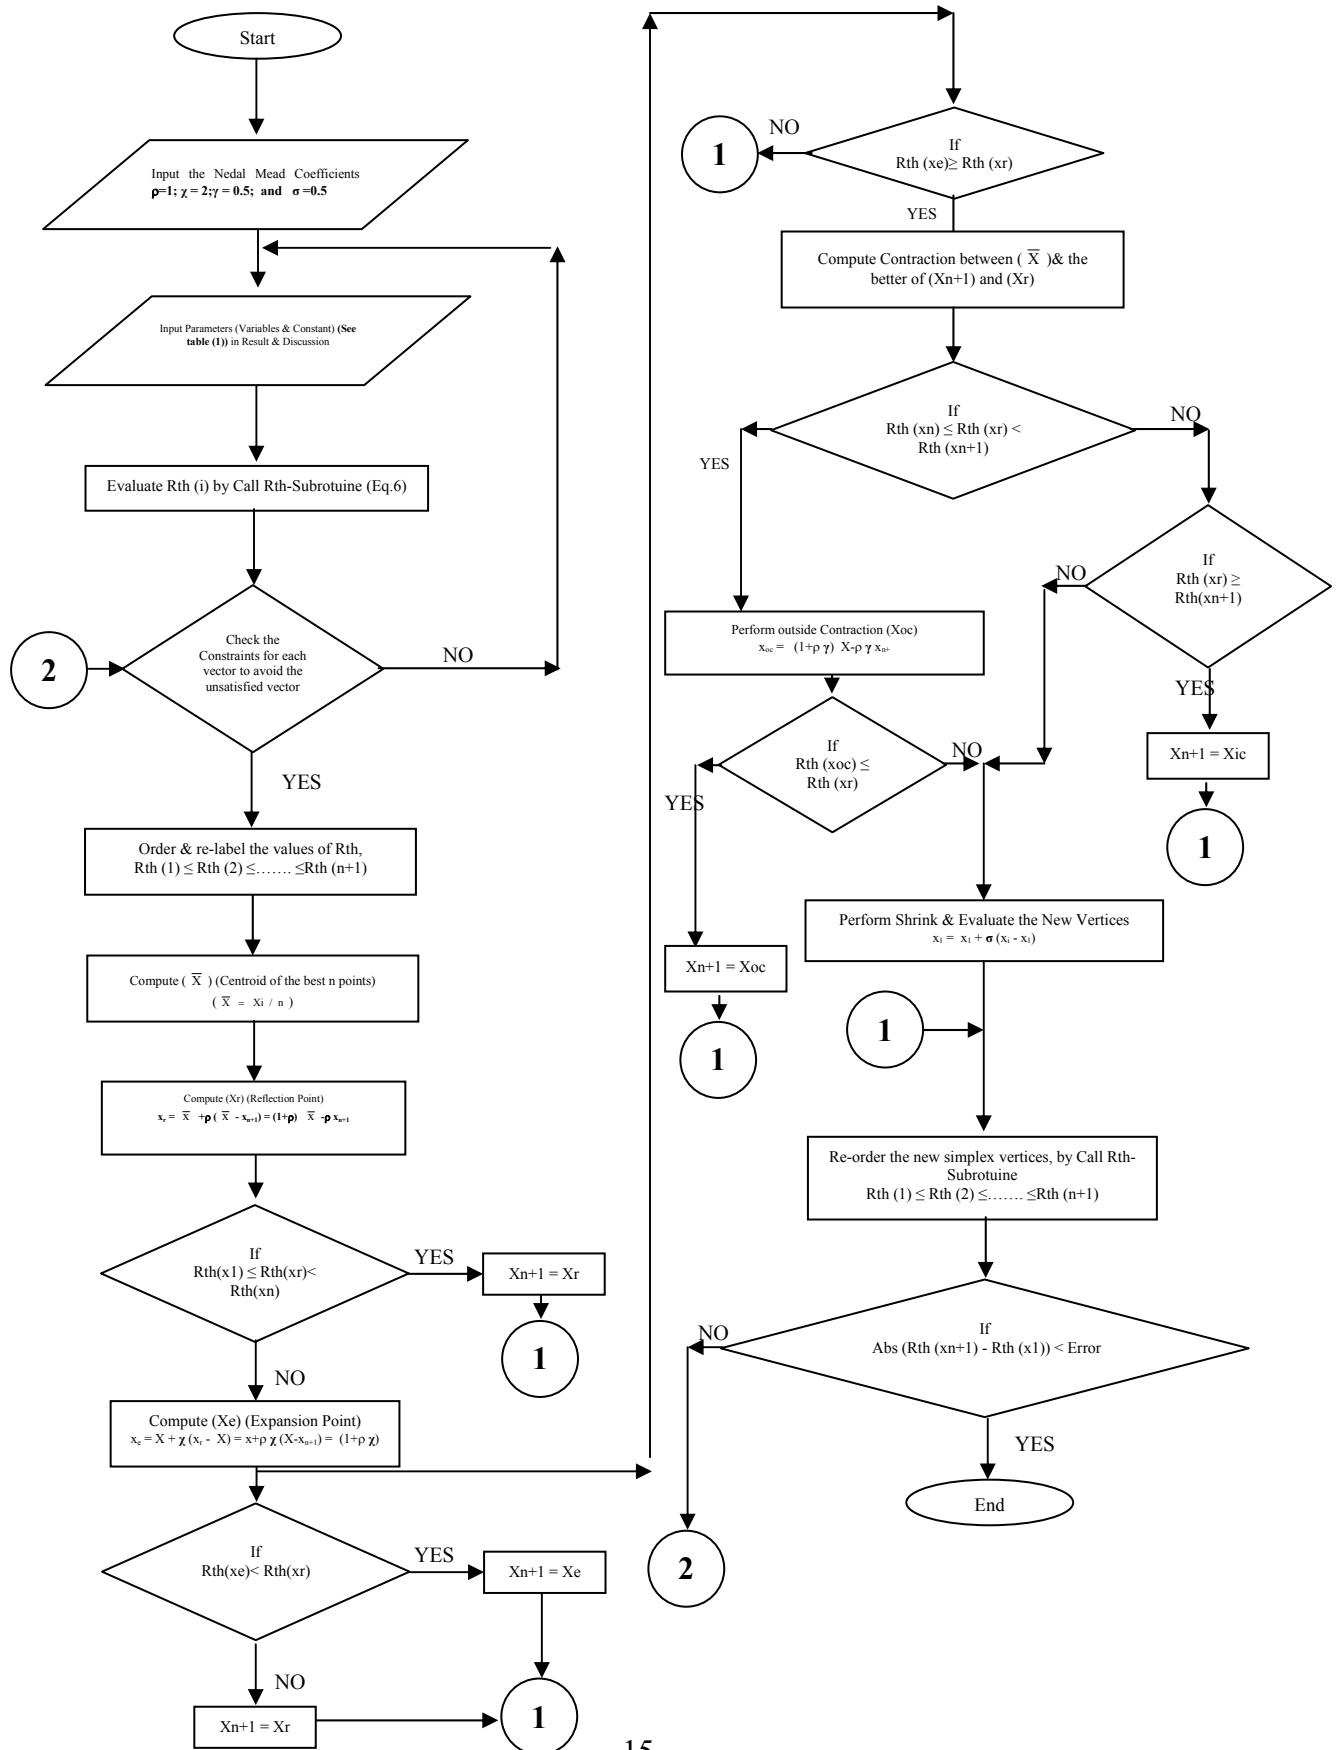 Start
Input the Nedal Mead Coefficients
ρ=1; χ = 2;γ = 0.5; and σ =0.5
Input Parameters (Variables & Constant) (See
table (1)) in Result & Discussion
Evaluate Rth (i) by Call Rth-Subrotuine (Eq.6)
2
Check the
Constraints for each
vector to avoid the
unsatisfied vector
NO
YES
Order & re-label the values of Rth,
Rth (1) ≤ Rth (2) ≤……. ≤Rth (n+1)
Compute ( X̅ ) (Centroid of the best n points)
( X̅ = Xi / n )
Compute (Xr) (Reflection Point)
xr = X̅ +ρ ( X̅ - xn+1) = (1+ρ) X̅ -ρ xn+1
If
Rth(x1) ≤ Rth(xr)<
Rth(xn)
YES
Xn+1 = Xr
1
NO
Compute (Xe) (Expansion Point)
xe = X + χ (xr - X) = x+ρ χ (X-xn+1) = (1+ρ χ)
If
Rth(xe)< Rth(xr)
YES
Xn+1 = Xe
NO
Xn+1 = Xr
1
1
NO
If
Rth (xe)≥ Rth (xr)
YES
Compute Contraction between ( X̅ )& the
better of (Xn+1) and (Xr)
If
Rth (xn) ≤ Rth (xr) <
Rth (xn+1)
YES
NO
If
Rth (xr) ≥
Rth(xn+1)
NO
YES
Xn+1 = Xic
1
Perform outside Contraction (Xoc)
xoc = (1+ρ γ) X-ρ γ xn+
If
Rth (xoc) ≤
Rth (xr)
YES
NO
Xn+1 = Xoc
1
Perform Shrink & Evaluate the New Vertices
x1 = x1 + σ (xi - x1)
1
Re-order the new simplex vertices, by Call Rth-
Subrotuine
Rth (1) ≤ Rth (2) ≤……. ≤Rth (n+1)
If
Abs (Rth (xn+1) - Rth (x1)) < Error
NO
YES
2
End
15